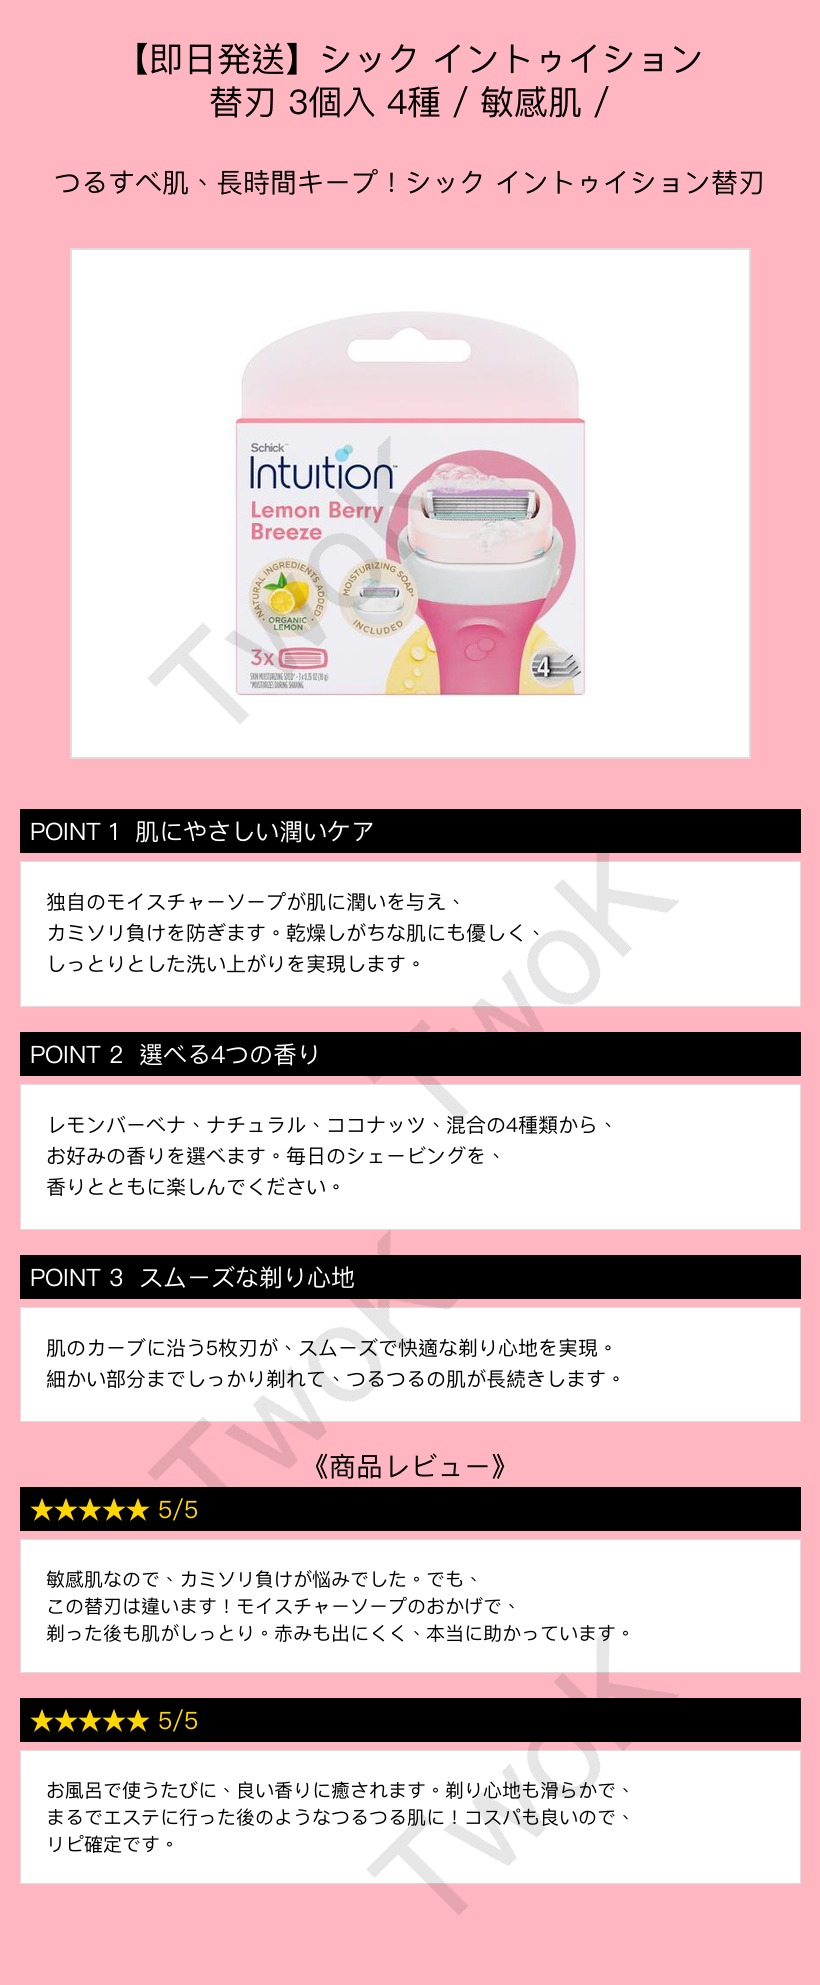 【即日発送】シック イントゥイション
替刃 3個入 4種 / 敏感肌 /
つるすべ肌、長時間キープ！シック イントゥイション替刃
Schick™
Intuition™
Lemon Berry
Breeze
NATURAL INGREDIENTS ADDED
• ORGANIC •
LEMON
MOISTURIZING SOAP*
INCLUDED
3x
4
SKIN MOISTURIZING SOLID* - 3 x 0.35 OZ (10 g)
*MOISTURIZES DURING SHAVING
TwoK
POINT 1 肌にやさしい潤いケア
独自のモイスチャーソープが肌に潤いを与え、
カミソリ負けを防ぎます。乾燥しがちな肌にも優しく、
しっとりとした洗い上がりを実現します。
TwoK
POINT 2 選べる4つの香り
レモンバーベナ、ナチュラル、ココナッツ、混合の4種類から、
お好みの香りを選べます。毎日のシェービングを、
香りとともに楽しんでください。
POINT 3 スムーズな剃り心地
肌のカーブに沿う5枚刃が、スムーズで快適な剃り心地を実現。
細かい部分までしっかり剃れて、つるつるの肌が長続きします。
TwoK
《商品レビュー》
★★★★★ 5/5
敏感肌なので、カミソリ負けが悩みでした。でも、
この替刃は違います！モイスチャーソープのおかげで、
剃った後も肌がしっとり。赤みも出にくく、本当に助かっています。
★★★★★ 5/5
お風呂で使うたびに、良い香りに癒されます。剃り心地も滑らかで、
まるでエステに行った後のようなつるつる肌に！コスパも良いので、
リピ確定です。
TwoK